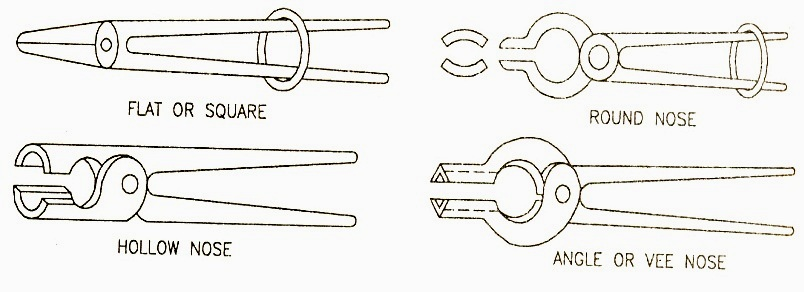 FLAT OR SQUARE
ROUND NOSE
HOLLOW NOSE
ANGLE OR VEE NOSE